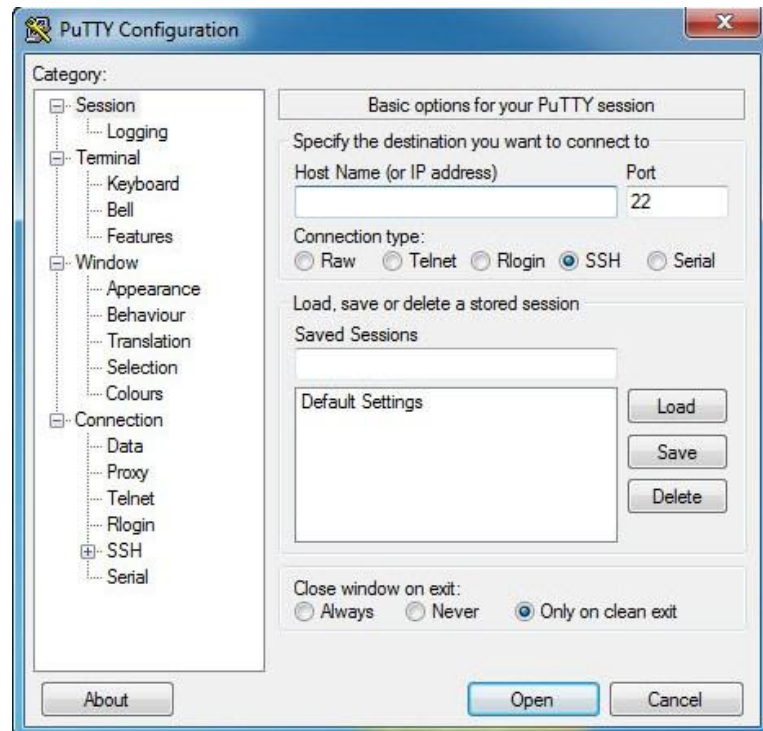 PuTTY Configuration
Category:
Session
Logging
Terminal
Keyboard
Bell
Features
Window
Appearance
Behaviour
Translation
Selection
Colours
Connection
Data
Proxy
Telnet
Rlogin
SSH
Serial
Basic options for your PuTTY session
Specify the destination you want to connect to
Host Name (or IP address) Port
22
Connection type:
Raw Telnet Rlogin SSH Serial
Load, save or delete a stored session
Saved Sessions
Default Settings
Load
Save
Delete
Close window on exit:
Always Never Only on clean exit
About Open Cancel